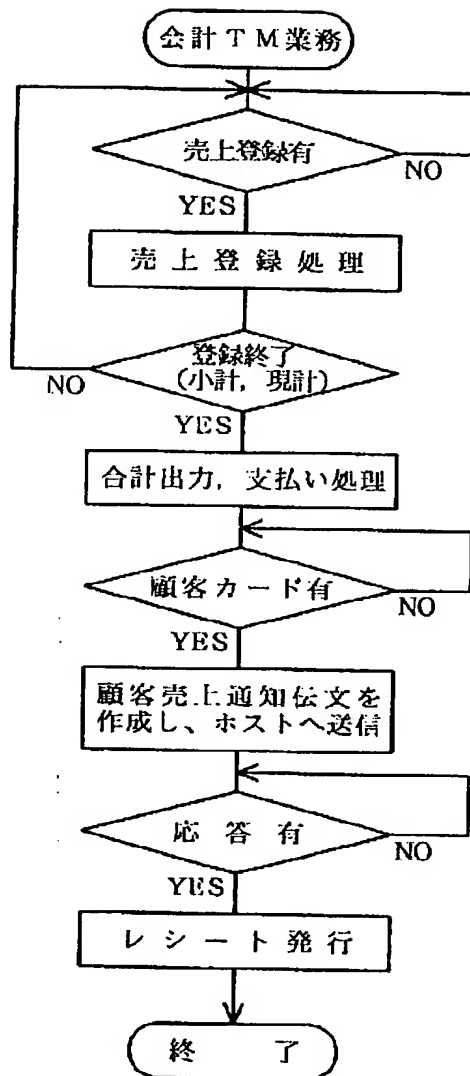 会計TM業務
売上登録有
NO
YES
売上登録処理
登録終了
(小計，現計)
NO
YES
合計出力，支払い処理
顧客カード有
NO
YES
顧客売上通知伝文を
作成し、ホストへ送信
応答有
NO
YES
レシート発行
終了